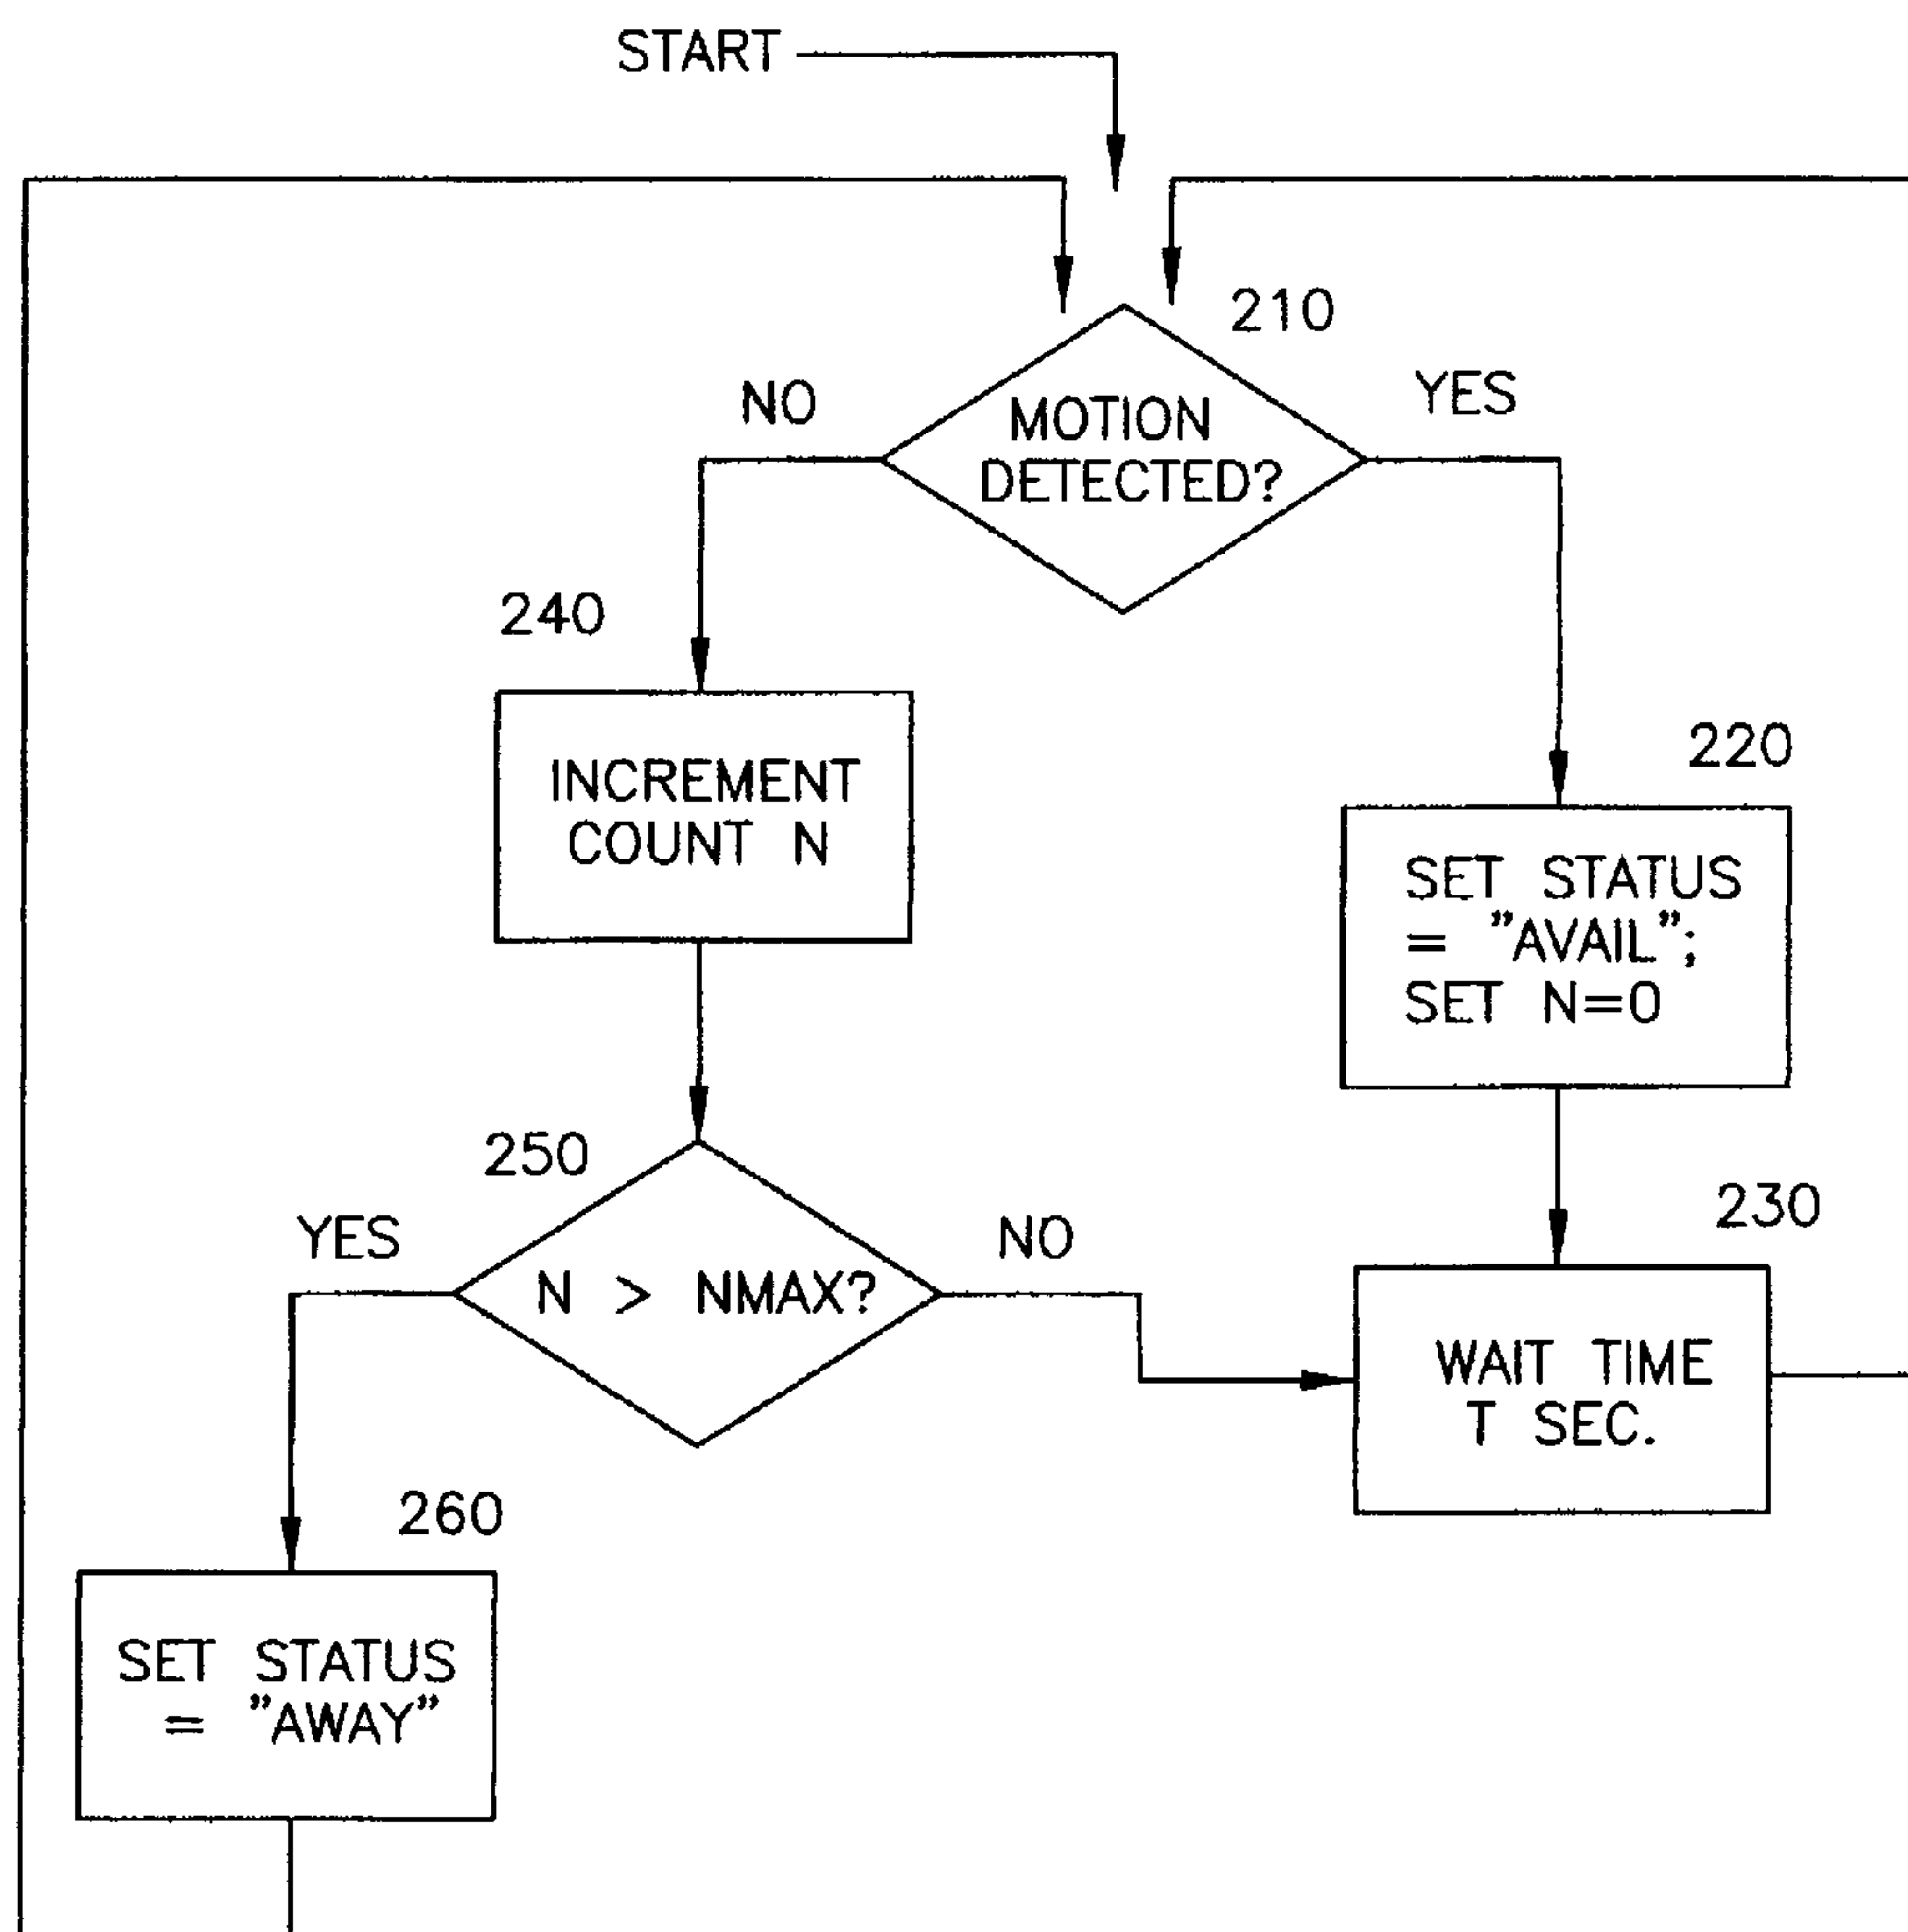 START
210
NO
YES
MOTION
DETECTED?
240
INCREMENT
COUNT N
220
SET STATUS
= "AVAIL";
SET N=0
250
YES
NO
N > NMAX?
230
WAIT TIME
T SEC.
260
SET STATUS
= "AWAY"